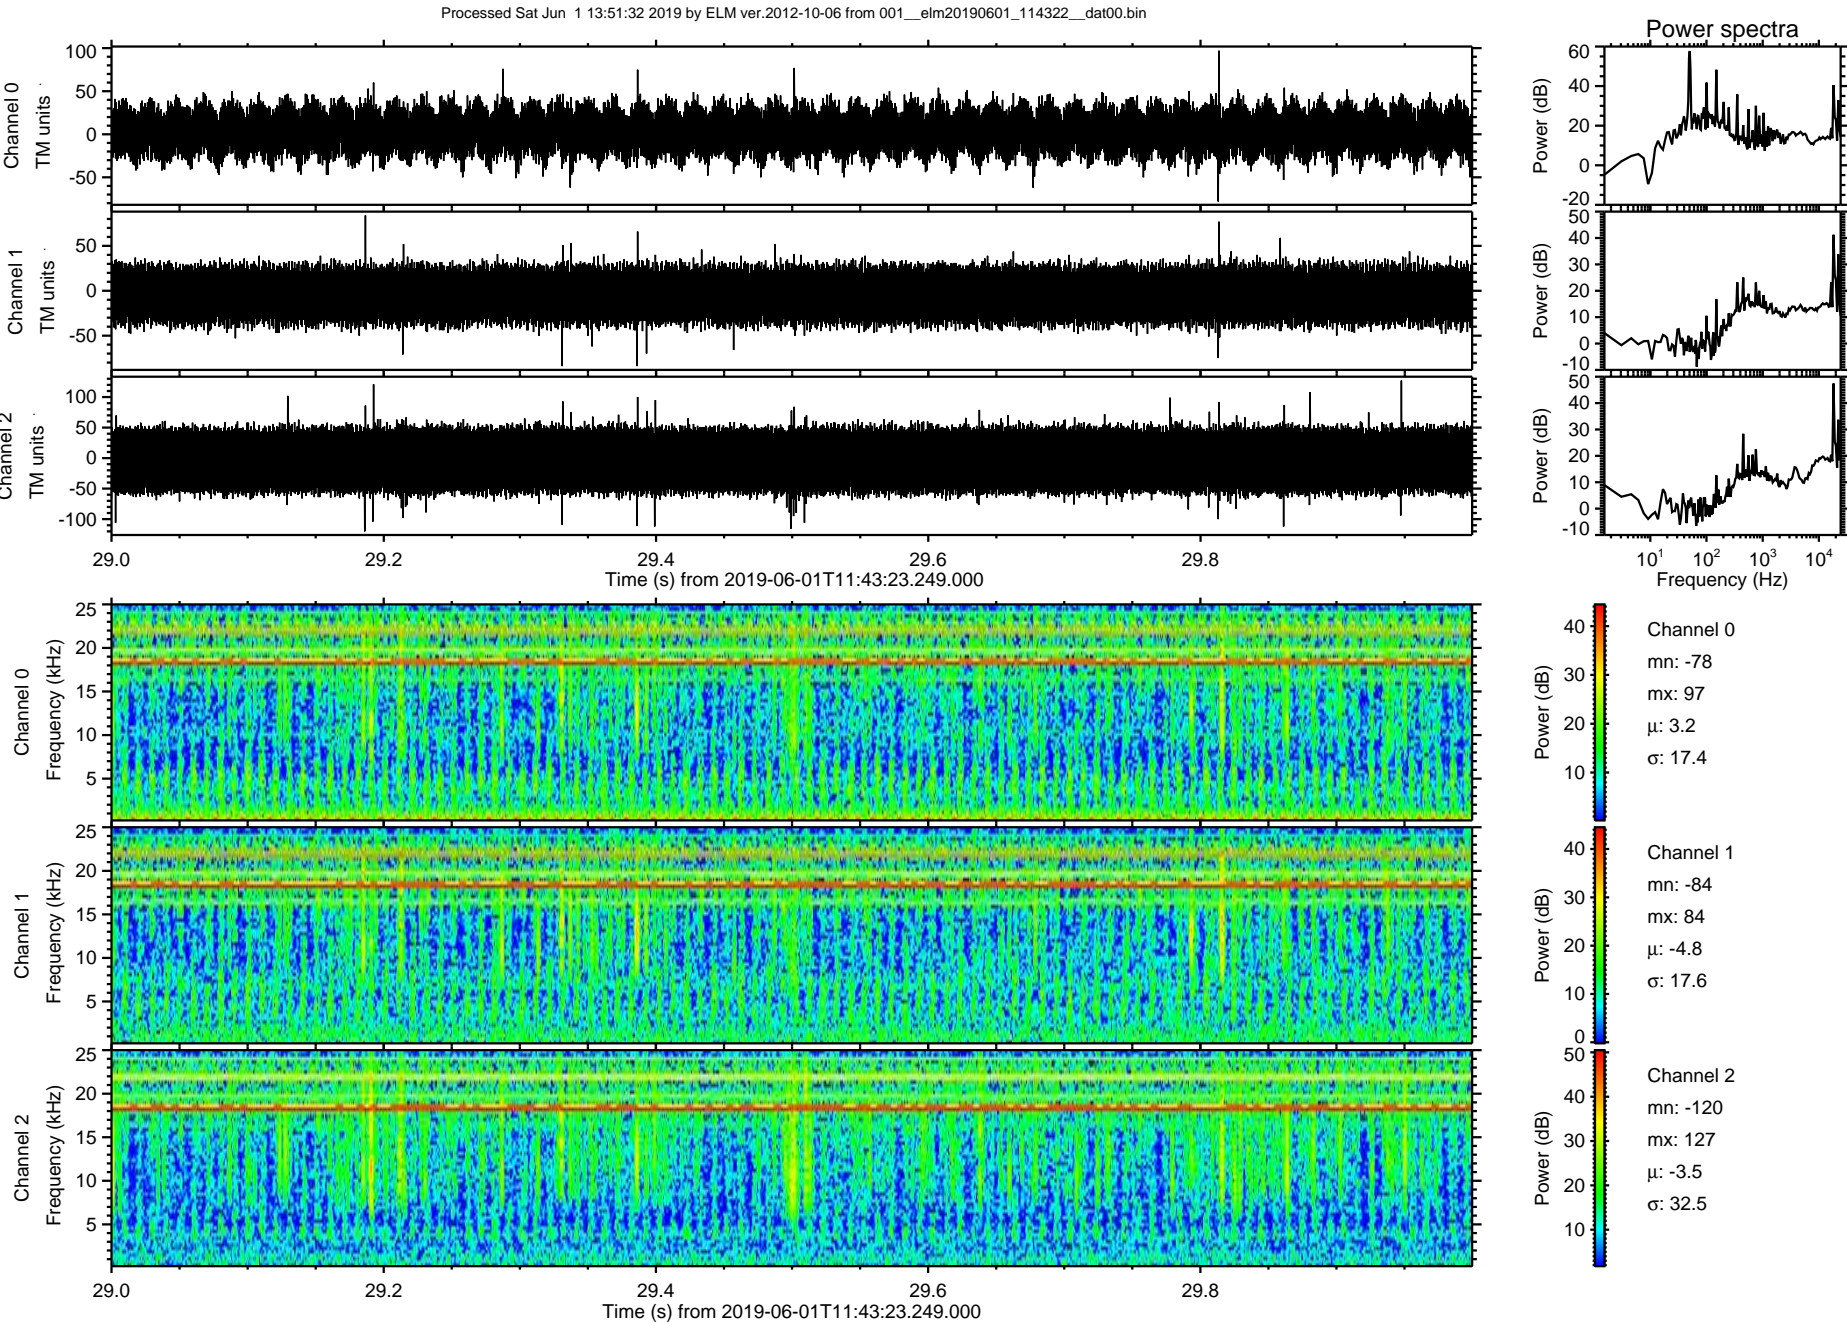 Processed Sat Jun 1 13:51:32 2019 by ELM ver.2012-10-06 from 001__elm20190601_114322__dat00.bin
Power spectra
Channel 0
TM units
100
50
0
-50
Power (dB)
60
40
20
0
-20
Channel 1
TM units
50
0
-50
Power (dB)
50
40
30
20
10
0
-10
Channel 2
TM units
100
50
0
-50
-100
Power (dB)
50
40
30
20
10
0
-10
29.0 29.2 29.4 29.6 29.8
Time (s) from 2019-06-01T11:43:23.249.000
10^1 10^2 10^3 10^4
Frequency (Hz)
Channel 0
Frequency (kHz)
25
20
15
10
5
Power (dB)
40
30
20
10
Channel 0
mn: -78
mx: 97
μ: 3.2
σ: 17.4
Channel 1
Frequency (kHz)
25
20
15
10
5
Power (dB)
40
30
20
10
0
Channel 1
mn: -84
mx: 84
μ: -4.8
σ: 17.6
Channel 2
Frequency (kHz)
25
20
15
10
5
Power (dB)
50
40
30
20
10
Channel 2
mn: -120
mx: 127
μ: -3.5
σ: 32.5
29.0 29.2 29.4 29.6 29.8
Time (s) from 2019-06-01T11:43:23.249.000